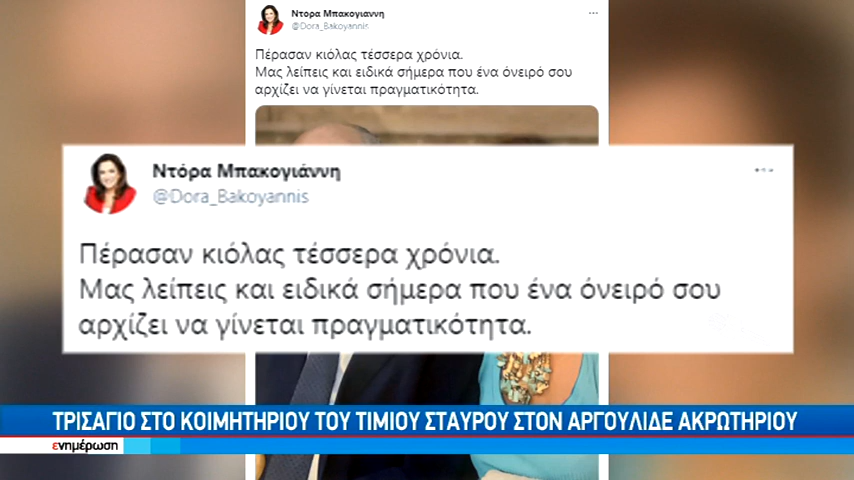 Ντορα Μπακογιαννη
@Dora_Bakoyannis
Πέρασαν κιόλας τέσσερα χρόνια.
Μας λείπεις και ειδικά σήμερα που ένα όνειρό σου
αρχίζει να γίνεται πραγματικότητα.
Ντόρα Μπακογιάννη
@Dora_Bakoyannis
Πέρασαν κιόλας τέσσερα χρόνια.
Μας λείπεις και ειδικά σήμερα που ένα όνειρό σου
αρχίζει να γίνεται πραγματικότητα.
ΤΡΙΣΑΓΙΟ ΣΤΟ ΚΟΙΜΗΤΗΡΙΟΥ ΤΟΥ ΤΙΜΙΟΥ ΣΤΑΥΡΟΥ ΣΤΟΝ ΑΡΓΟΥΛΙΔΕ ΑΚΡΩΤΗΡΙΟΥ
ενημέρωση